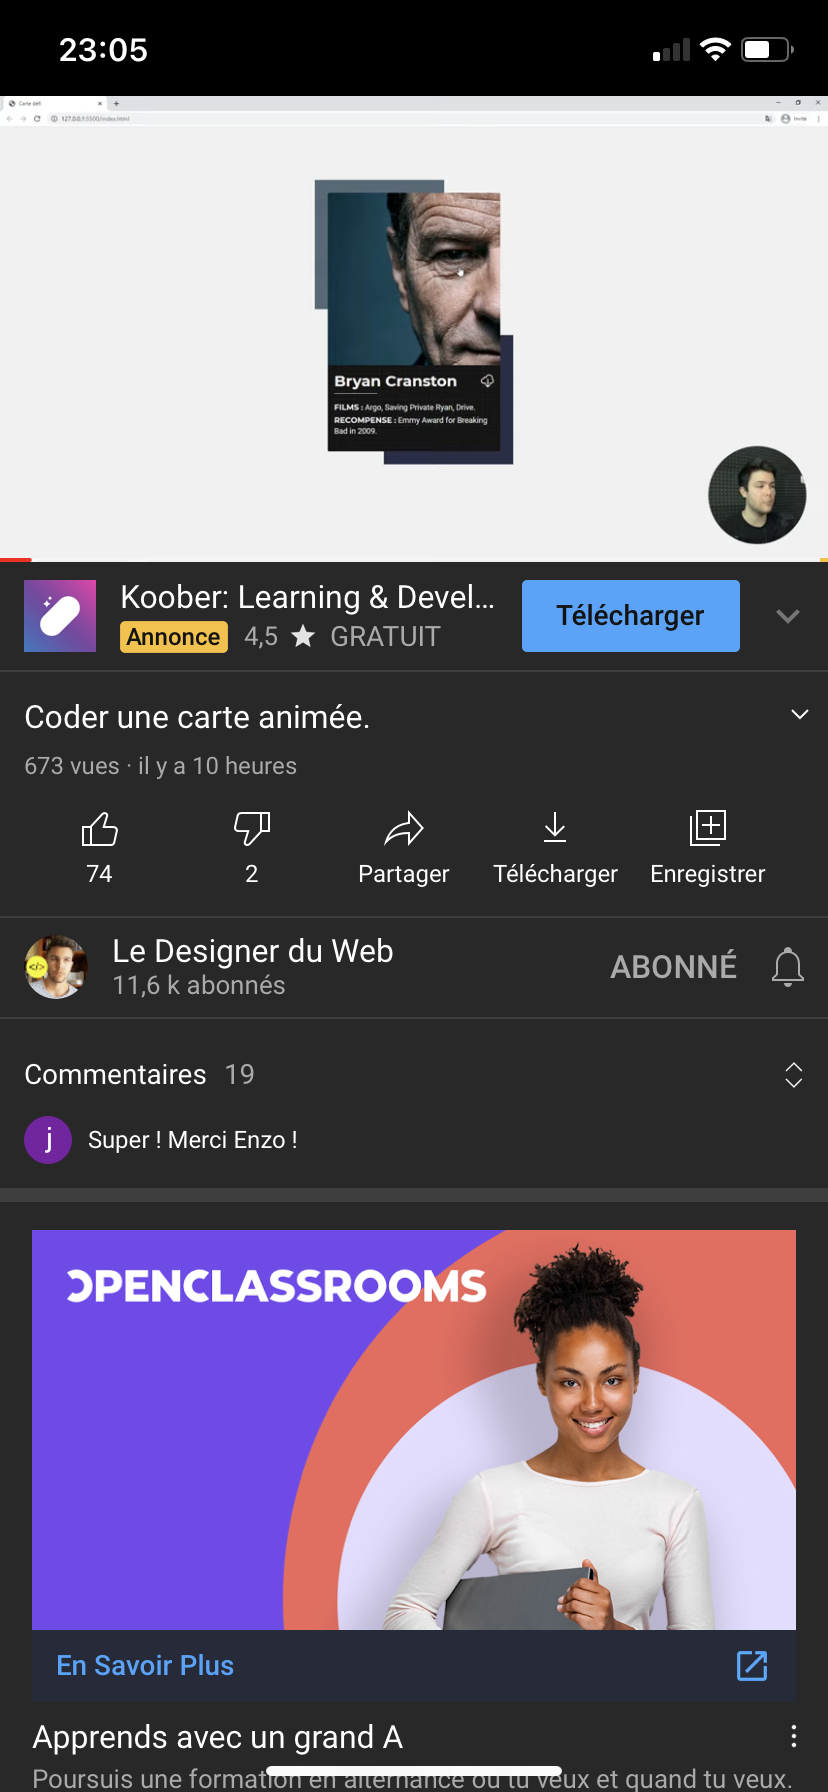 23:05
Carte défi
127.0.0.1:5500/index.html
Invité
Bryan Cranston
FILMS : Argo, Saving Private Ryan, Drive.
RECOMPENSE : Emmy Award for Breaking
Bad in 2009.
Koober: Learning & Devel...
Annonce 4,5 ★ GRATUIT
Télécharger
Coder une carte animée.
673 vues · il y a 10 heures
74
2
Partager
Télécharger
Enregistrer
Le Designer du Web
11,6 k abonnés
ABONNÉ
Commentaires 19
j
Super ! Merci Enzo !
OPENCLASSROOMS
En Savoir Plus
Apprends avec un grand A
Poursuis une formation en alternance où tu veux et quand tu veux.